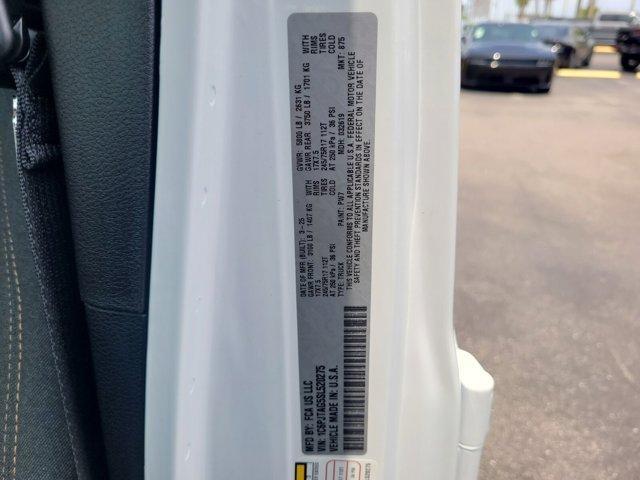 MFD BY: FCA US LLC
DATE OF MFR (BUILT): 3-25
GVWR: 5800 LB / 2631 KG
GAWR FRONT: 3100 LB / 1407 KG
WITH
17X7.5
RIMS
245/75R17 112T
TIRES
AT 250 kPa / 36 PSI
COLD
GAWR REAR: 3750 LB / 1701 KG
WITH
17X7.5
RIMS
245/75R17 112T
TIRES
AT 250 kPa / 36 PSI
COLD
VIN: 1C6PJTAG5SL520275
TYPE: TRUCK
PAINT: PW7
MDH: 032619
MKT: 875
VEHICLE MADE IN: U.S.A.
THIS VEHICLE CONFORMS TO ALL APPLICABLE U.S.A. FEDERAL MOTOR VEHICLE
SAFETY AND THEFT PREVENTION STANDARDS IN EFFECT ON THE DATE OF
MANUFACTURE SHOWN ABOVE.